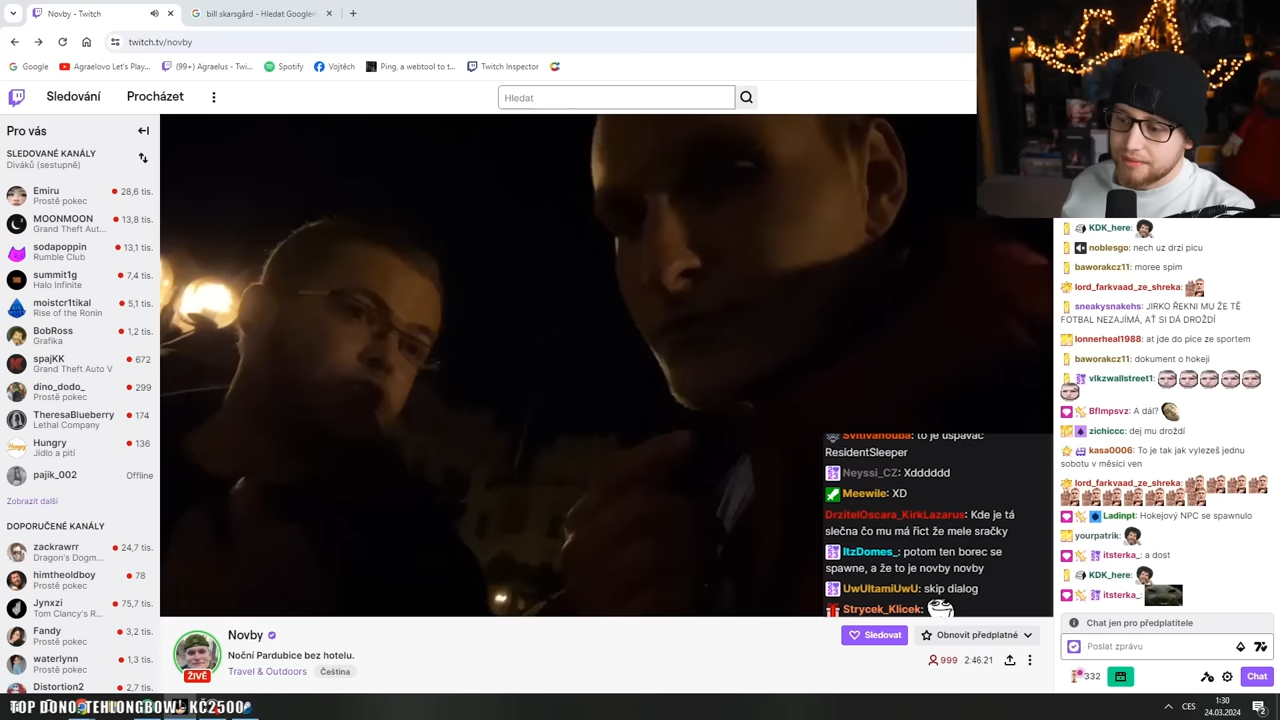 Novby - Twitch
bill skarsgård - Hledat Googlem
twitch.tv/novby
Google
Agraelovo Let's Play...
(99+) Agraelus - Twi...
Spotify
Vojtěch
Ping, a webtool to t...
Twitch Inspector
Sledování
Procházet
Hledat
Pro vás
SLEDOVANÉ KANÁLY
Diváků (sestupně)
Emiru
28,6 tis.
Prostě pokec
MOONMOON
13,8 tis.
Grand Theft Aut...
sodapoppin
13,1 tis.
Rumble Club
summit1g
7,4 tis.
Halo Infinite
moistcr1tikal
5,1 tis.
Rise of the Ronin
BobRoss
1,2 tis.
Grafika
spajKK
672
Grand Theft Auto V
dino_dodo_
299
Prostě pokec
TheresaBlueberry
174
Lethal Company
Hungry
136
Jídlo a pití
pajik_002
Offline
Zobrazit další
DOPORUČENÉ KANÁLY
zackrawrr
24,7 tis.
Dragon's Dogm...
himtheoldboy
78
Prostě pokec
Jynxzi
75,7 tis.
Tom Clancy's R...
Fandy
3,2 tis.
Prostě pokec
waterlynn
1,3 tis.
Prostě pokec
Distortion2
2,7 tis.
SvitivaHouba: to je uspavac
ResidentSleeper
Neyssi_CZ: Xdddddd
Meewile: XD
DrzitelOscara_KirkLazarus: Kde je tá
slečna čo mu má říct že mele sračky
ItzDomes_: potom ten borec se
spawne, a že to je novby novby
UwUltamiUwU: skip dialog
Strycek_Klicek:
KDK_here:
noblesgo: nech uz drzi picu
baworakcz11: moree spim
lord_farkvaad_ze_shreka:
sneakysnakehs: JIRKO ŘEKNI MU ŽE TĚ
FOTBAL NEZAJÍMÁ, AŤ SI DÁ DROŽDÍ
lonnerheal1988: at jde do pice ze sportem
baworakcz11: dokument o hokeji
vlkzwallstreet1:
Bflmpsvz: A dál?
zichiccc: dej mu droždí
kasa0006: To je tak jak vylezeš jednu
sobotu v měsíci ven
lord_farkvaad_ze_shreka:
Ladinpt: Hokejový NPC se spawnulo
yourpatrik:
itsterka_: a dost
KDK_here:
itsterka_:
Chat jen pro předplatitele
Poslat zprávu
332
Chat
ŽIVĚ
Novby
Noční Pardubice bez hotelu.
Travel & Outdoors
Čeština
Sledovat
Obnovit předplatné
999
2:46:21
TOP DONO: TEHLONGBOW_ KČ2500
CES
1:30
24.03.2024
2